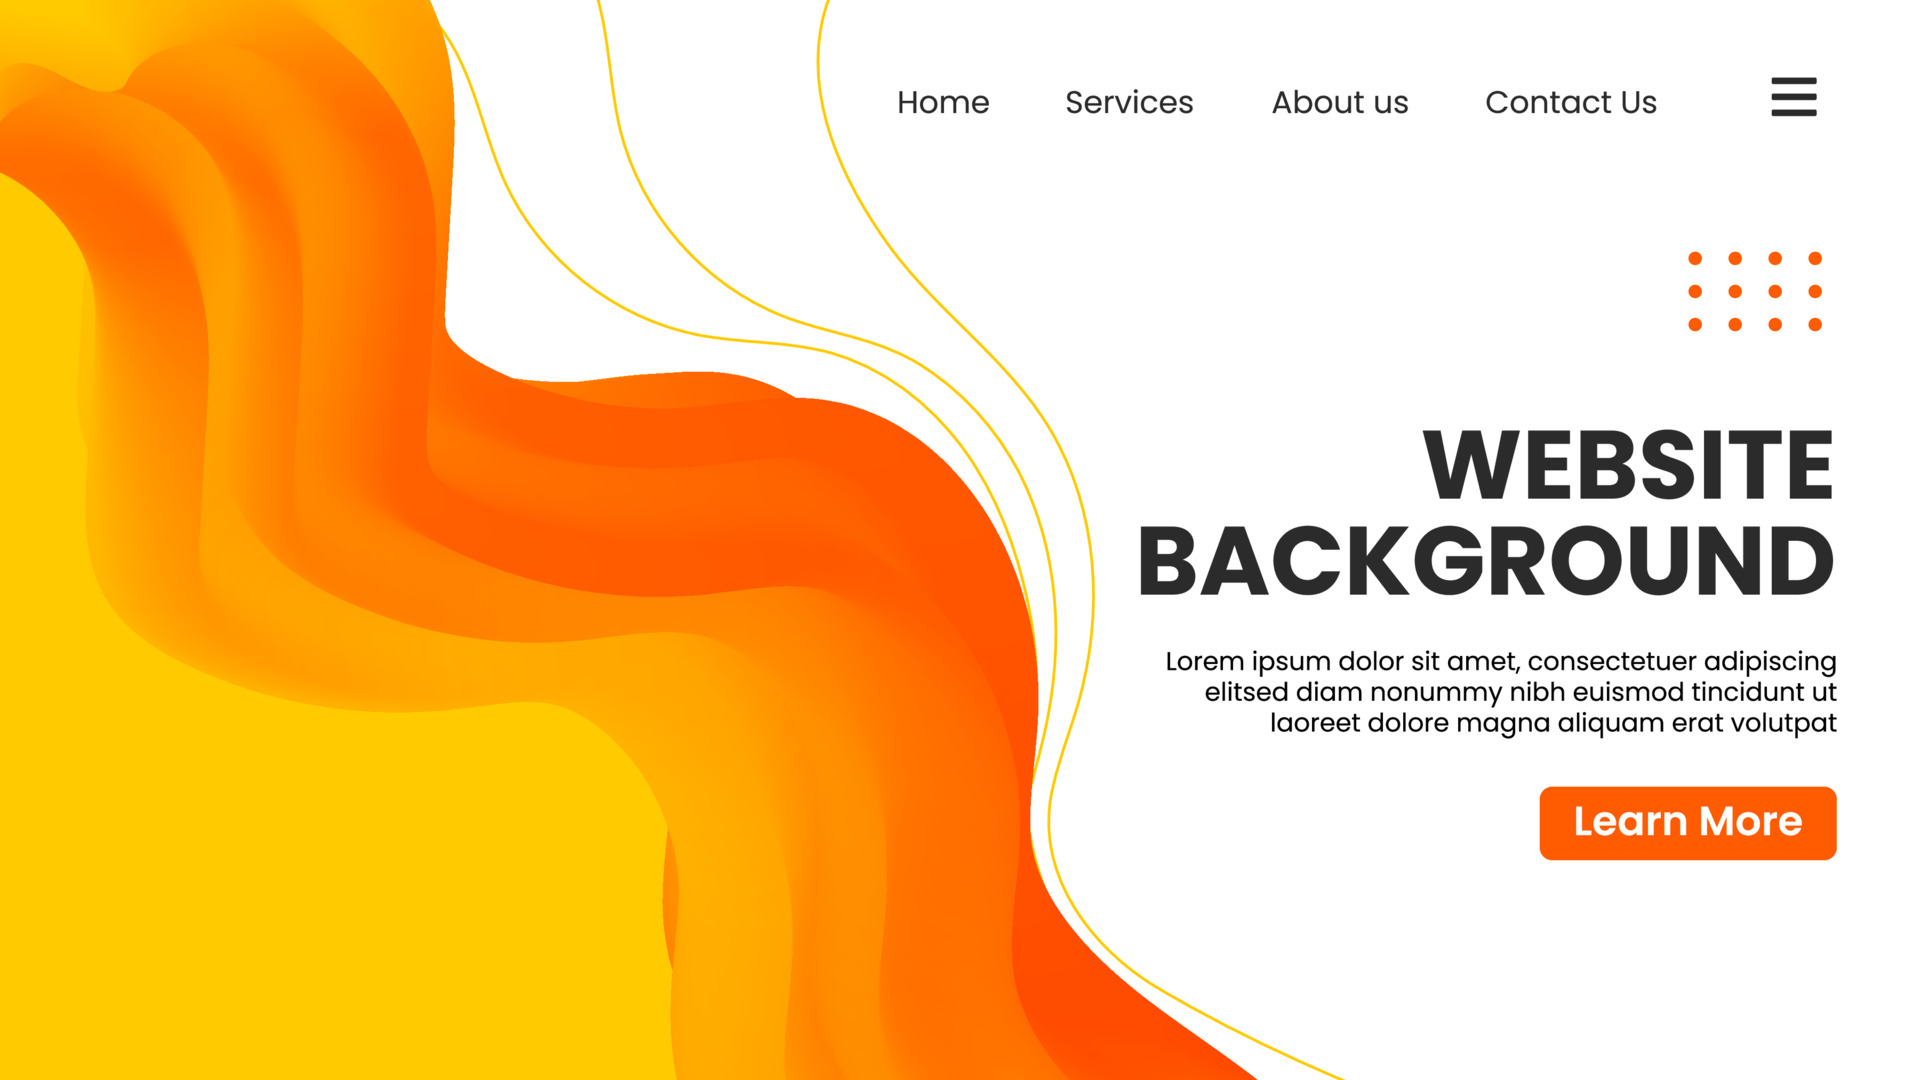 Home Services About us Contact Us
WEBSITE
BACKGROUND
Lorem ipsum dolor sit amet, consectetuer adipiscing
elitsed diam nonummy nibh euismod tincidunt ut
laoreet dolore magna aliquam erat volutpat
Learn More